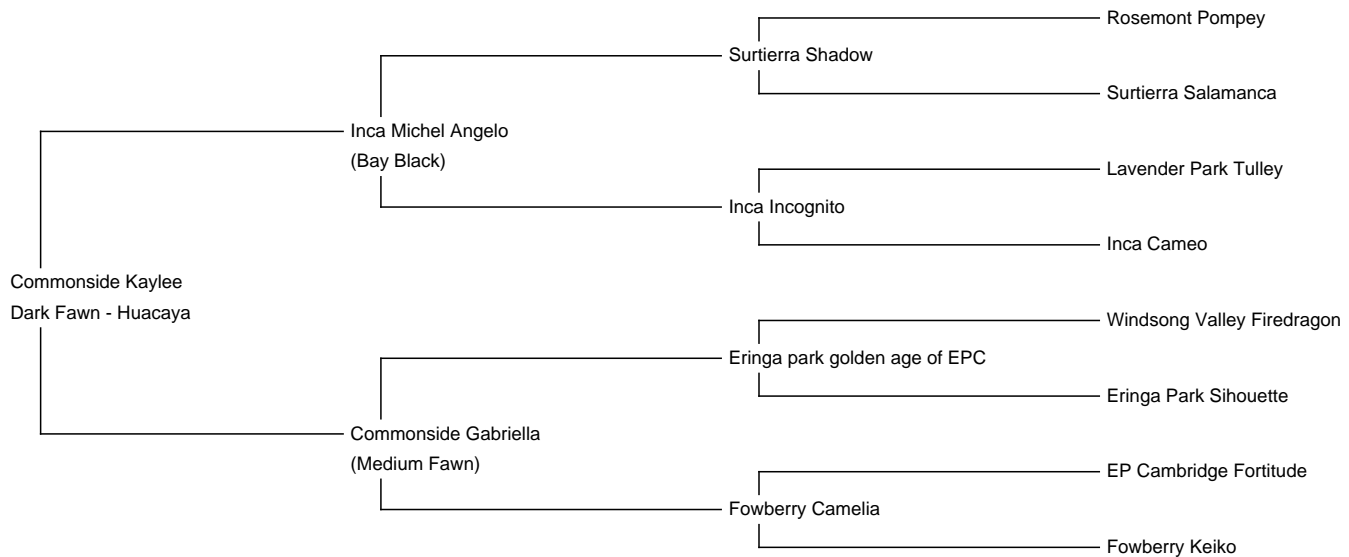 Rosemont Pompey
Surtierra Shadow
Surtierra Salamanca
Inca Michel Angelo
(Bay Black)
Lavender Park Tulley
Inca Incognito
Inca Cameo
Commonside Kaylee
Dark Fawn - Huacaya
Windsong Valley Firedragon
Eringa park golden age of EPC
Eringa Park Sihouette
Commonside Gabriella
(Medium Fawn)
EP Cambridge Fortitude
Fowberry Camelia
Fowberry Keiko